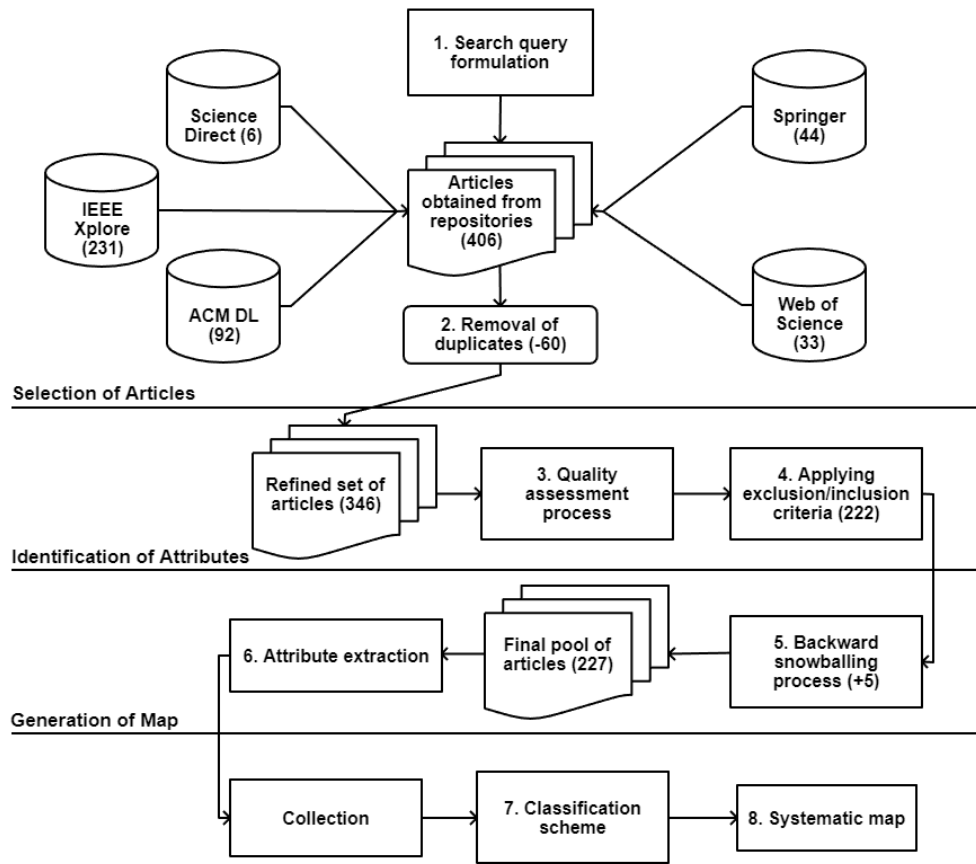 1. Search query
formulation
Science
Direct (6)
Springer
(44)
IEEE
Xplore
(231)
Articles
obtained from
repositories
(406)
ACM DL
(92)
Web of
Science
(33)
2. Removal of
duplicates (-60)
Selection of Articles
Refined set of
articles (346)
3. Quality
assessment
process
4. Applying
exclusion/inclusion
criteria (222)
Identification of Attributes
5. Backward
snowballing
process (+5)
Final pool of
articles (227)
6. Attribute extraction
Generation of Map
Collection
7. Classification
scheme
8. Systematic map